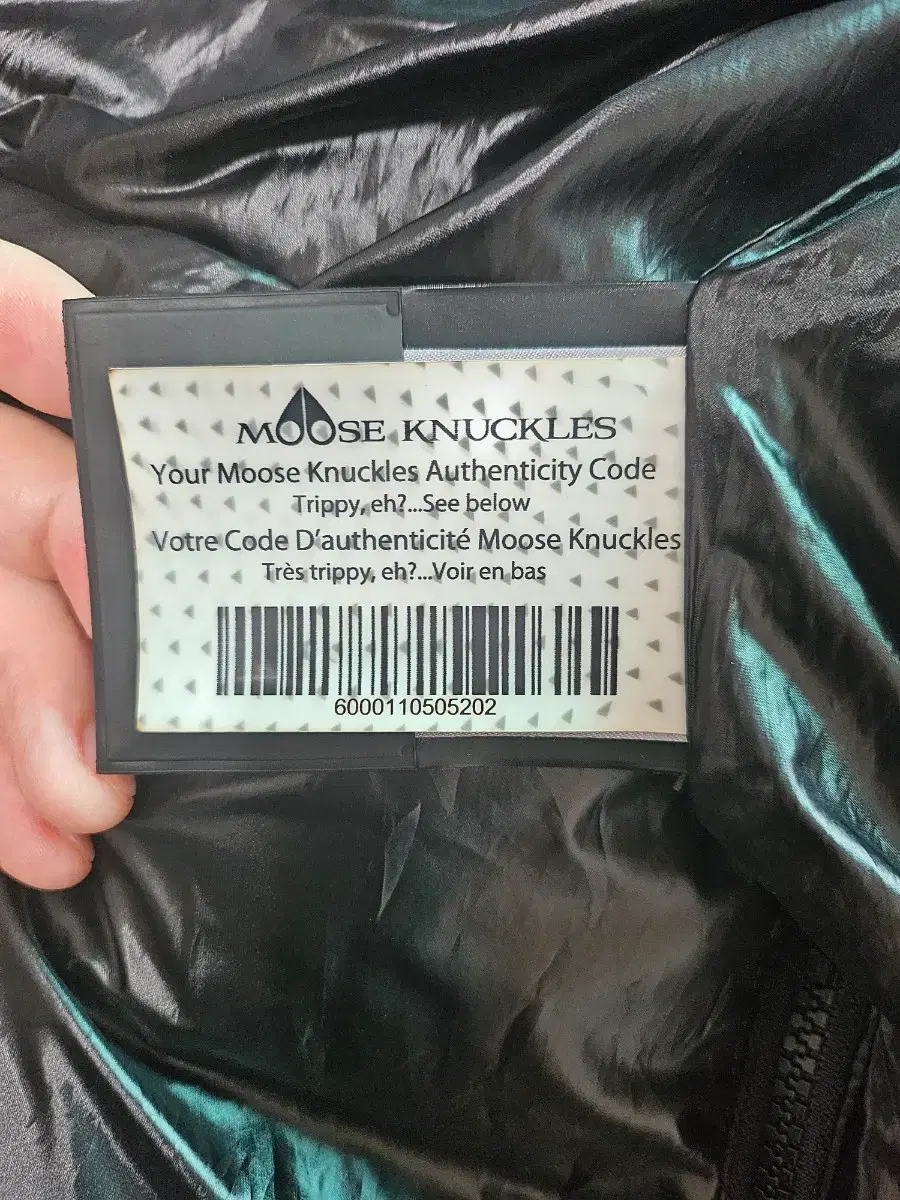 MOOSE KNUCKLES
Your Moose Knuckles Authenticity Code
Trippy, eh?...See below
Votre Code D'authenticité Moose Knuckles
Très trippy, eh?...Voir en bas
6000110505202